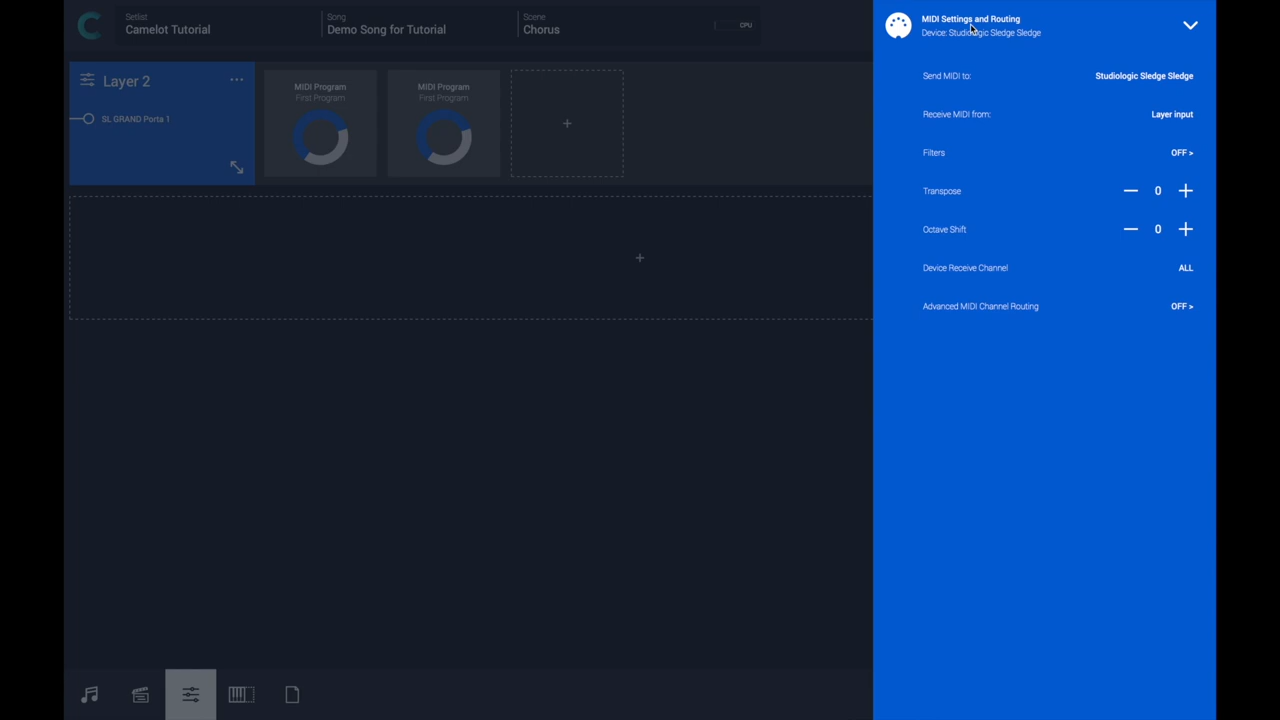 Setlist
Camelot Tutorial
Song
Demo Song for Tutorial
Scene
Chorus
CPU
Layer 2
SL GRAND Porta 1
MIDI Program
First Program
MIDI Program
First Program
MIDI Settings and Routing
Device: Studiologic Sledge Sledge
Send MIDI to: Studiologic Sledge Sledge
Receive MIDI from: Layer input
Filters OFF >
Transpose 0
Octave Shift 0
Device Receive Channel ALL
Advanced MIDI Channel Routing OFF >